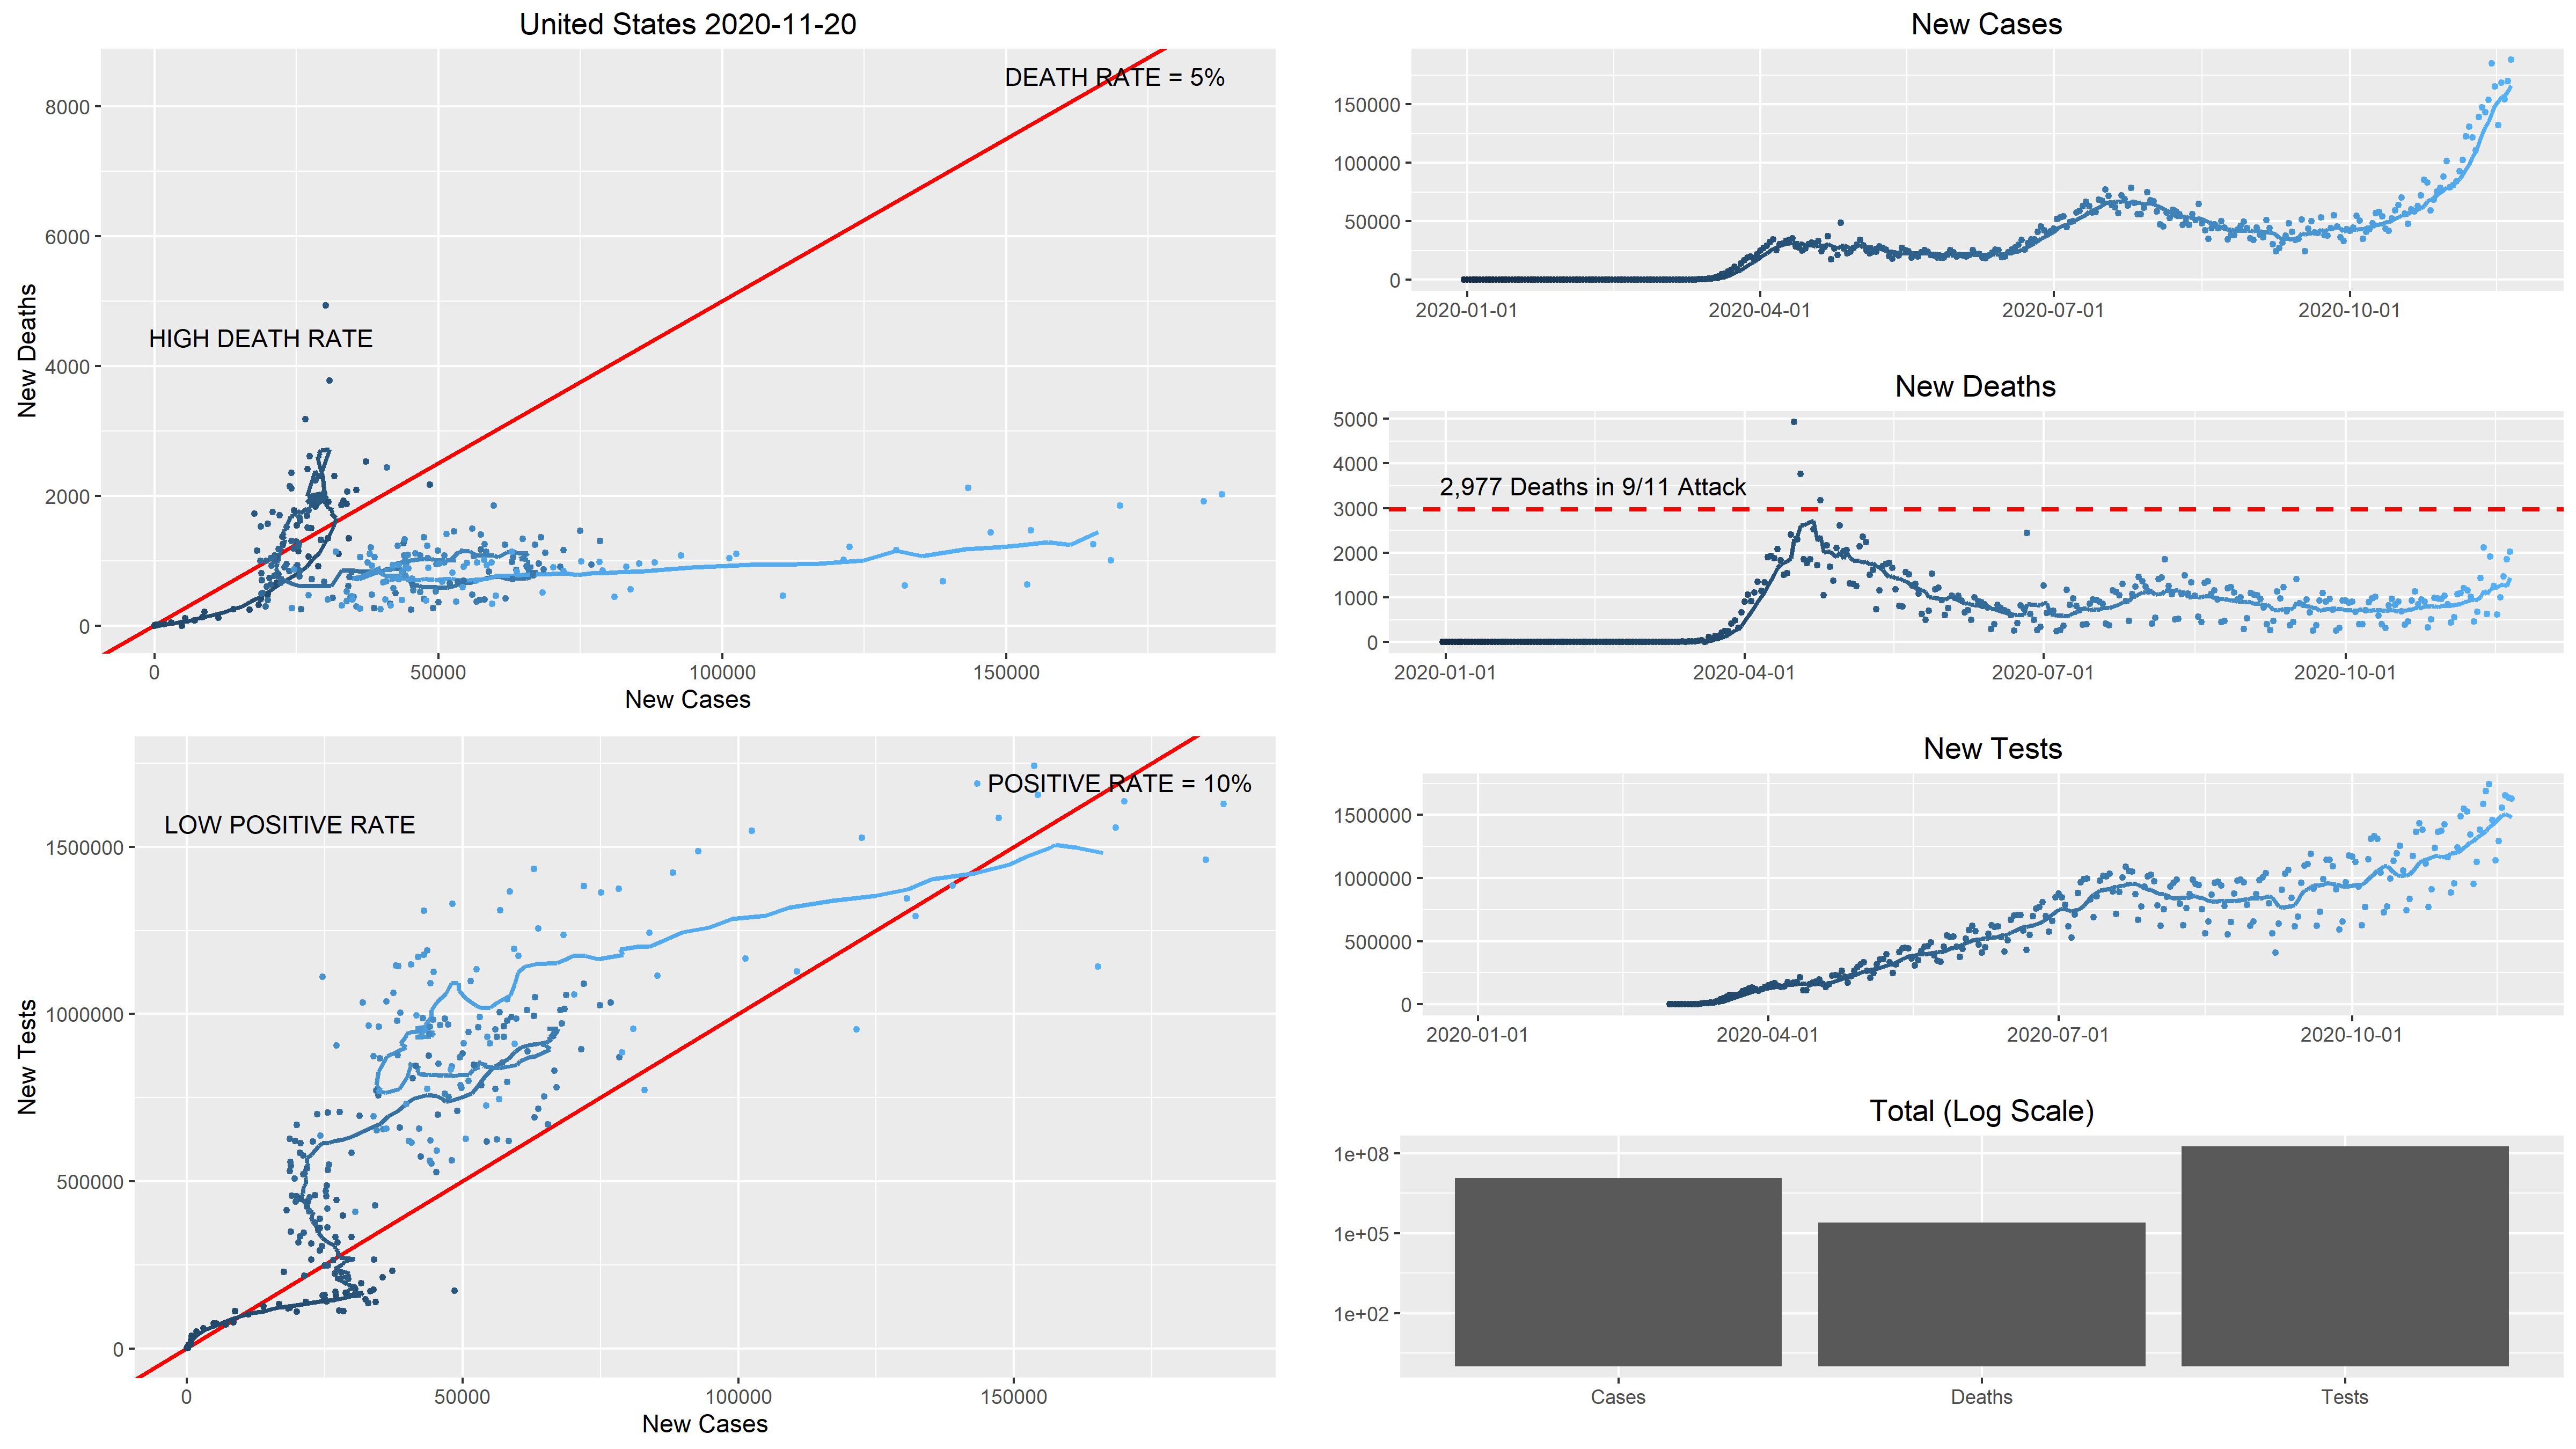 United States 2020-11-20
DEATH RATE = 5%
HIGH DEATH RATE
New Deaths
8000
6000
4000
2000
0
0 50000 100000 150000
New Cases
POSITIVE RATE = 10%
LOW POSITIVE RATE
New Tests
1500000
1000000
500000
0
0 50000 100000 150000
New Cases
New Cases
150000
100000
50000
0
2020-01-01 2020-04-01 2020-07-01 2020-10-01
New Deaths
5000
4000
2,977 Deaths in 9/11 Attack
3000
2000
1000
0
2020-01-01 2020-04-01 2020-07-01 2020-10-01
New Tests
1500000
1000000
500000
0
2020-01-01 2020-04-01 2020-07-01 2020-10-01
Total (Log Scale)
1e+08
1e+05
1e+02
Cases Deaths Tests